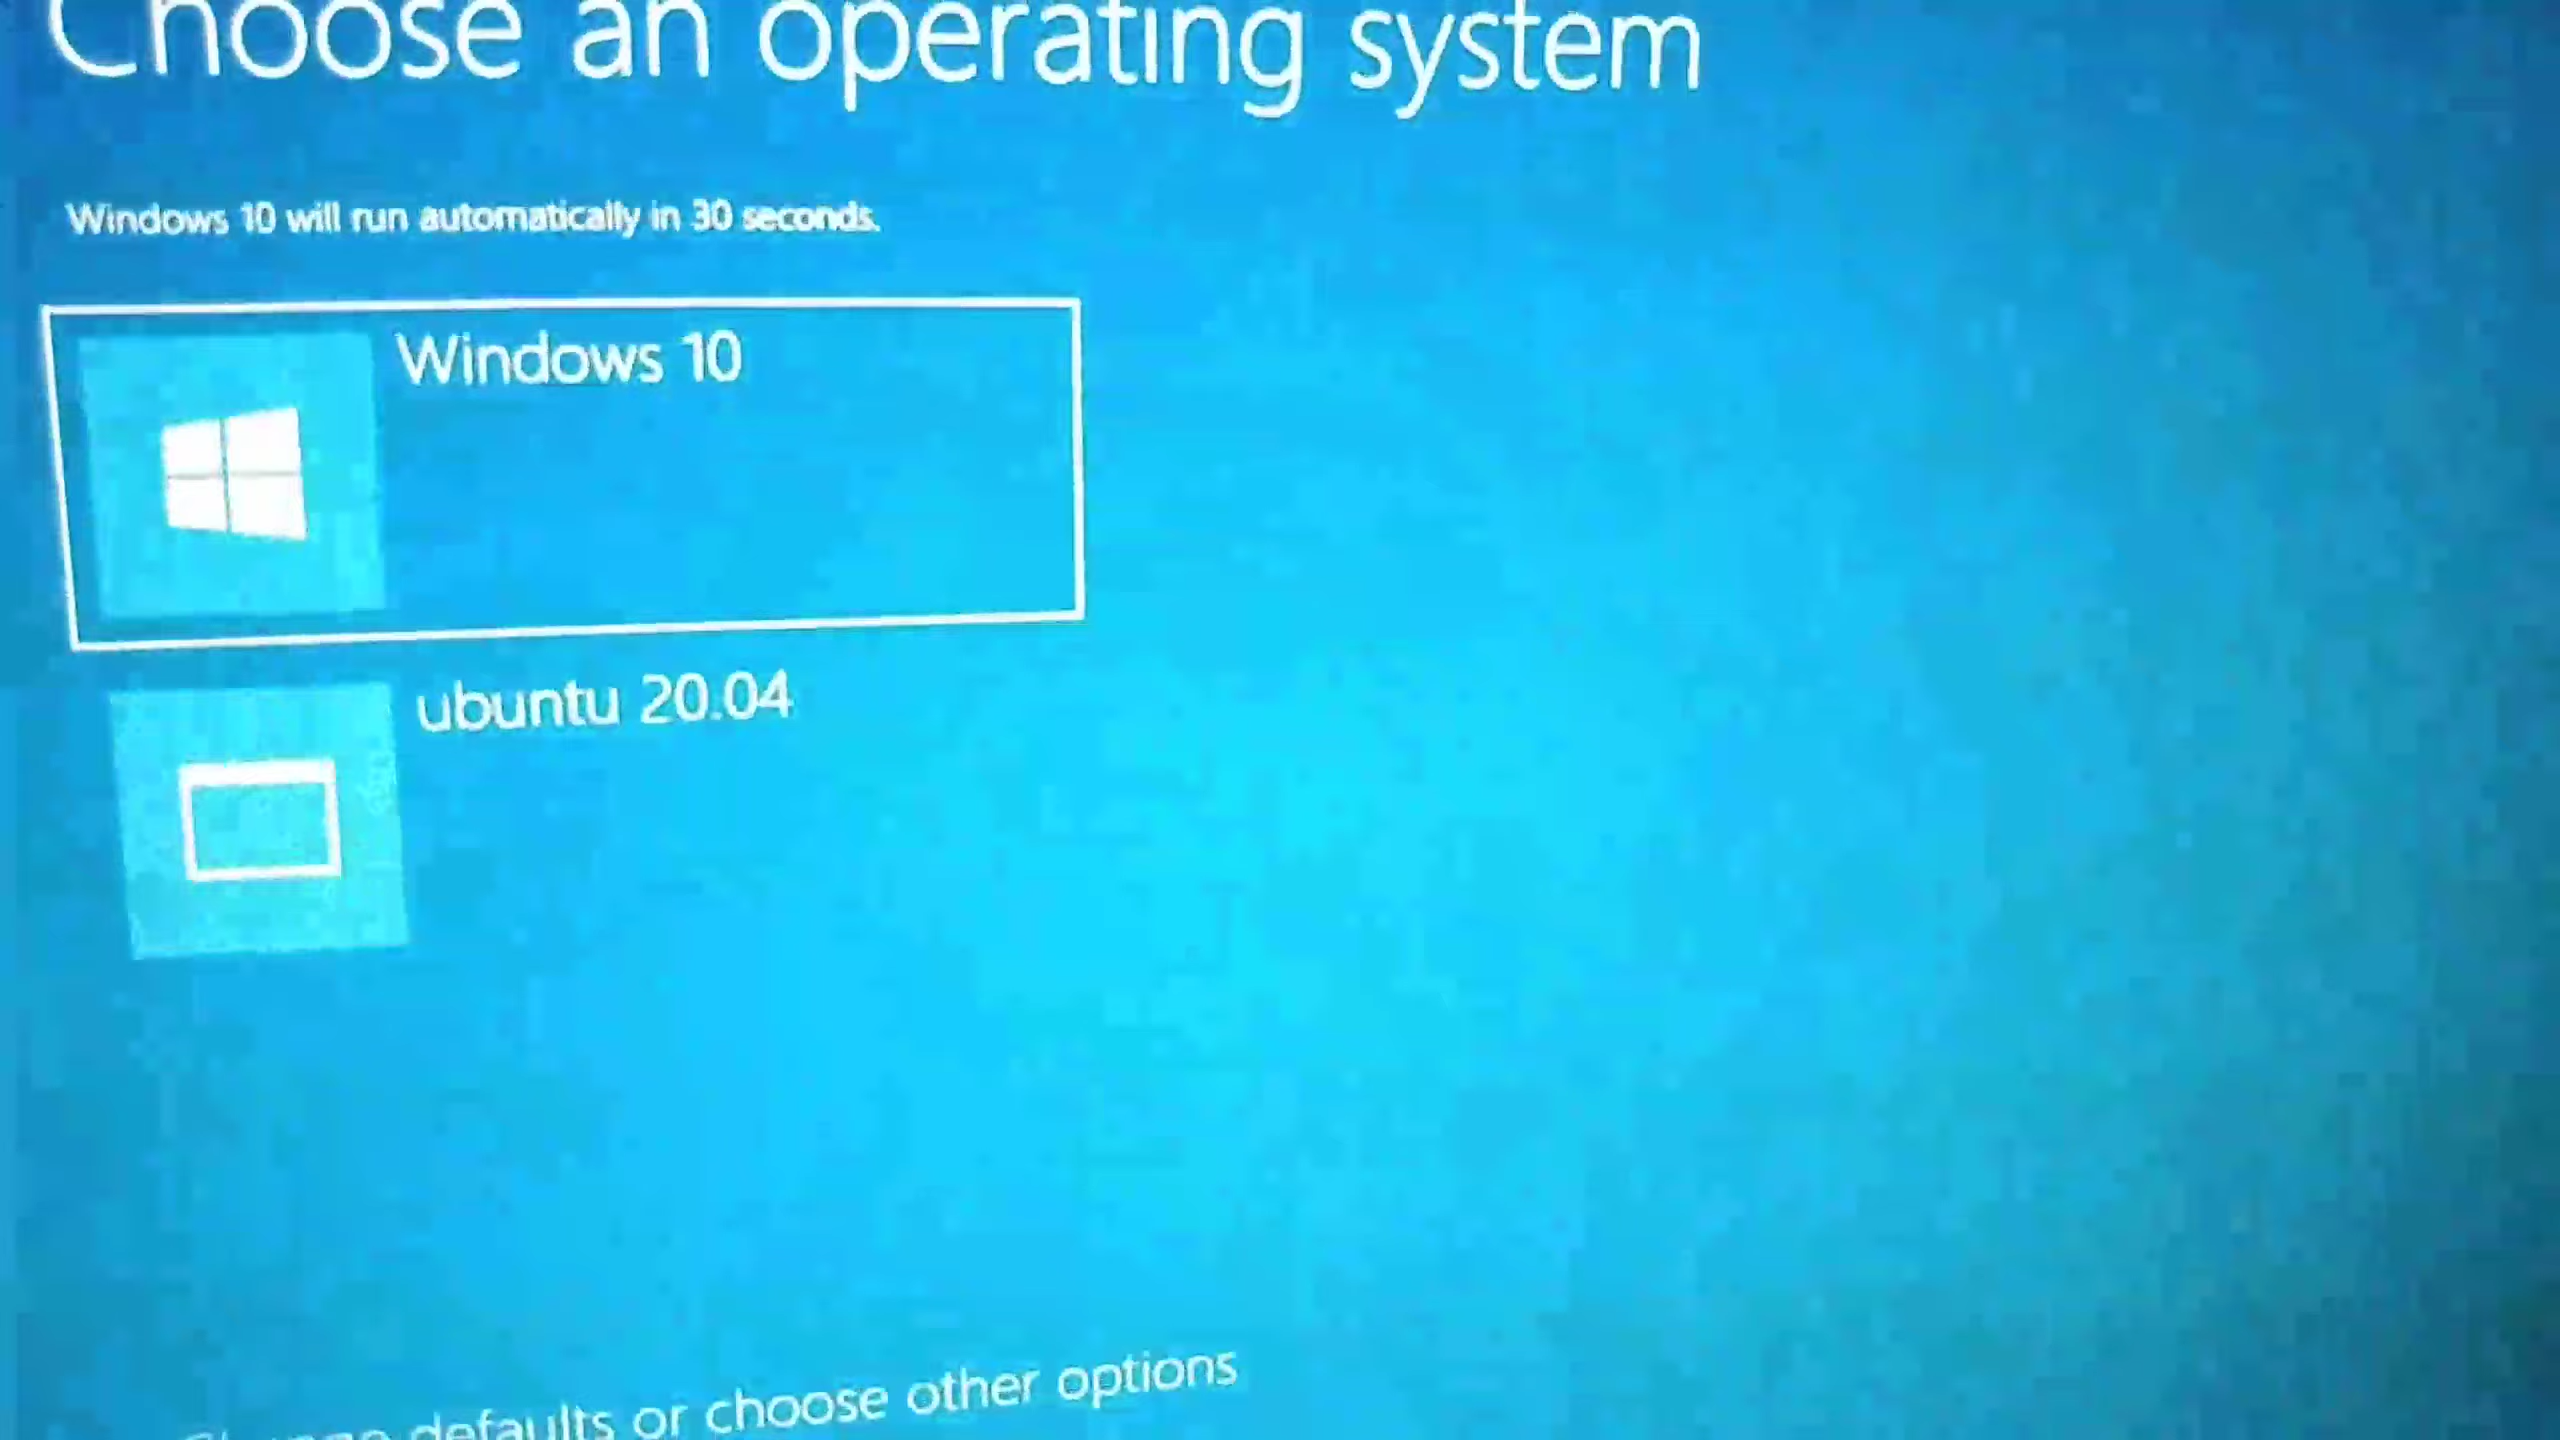 Choose an operating system
Windows 10 will run automatically in 30 seconds.
Windows 10
ubuntu 20.04
Change defaults or choose other options